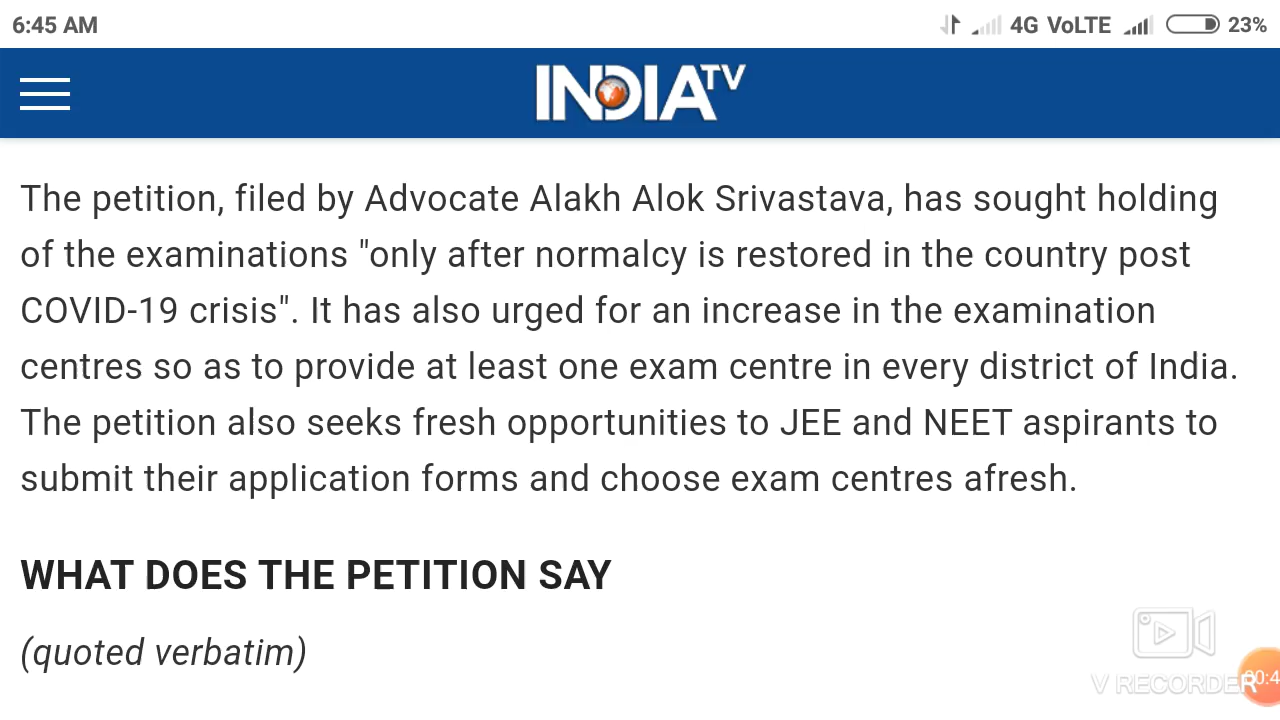 6:45 AM
4G VoLTE 23%
INDIA TV
The petition, filed by Advocate Alakh Alok Srivastava, has sought holding
of the examinations "only after normalcy is restored in the country post
COVID-19 crisis". It has also urged for an increase in the examination
centres so as to provide at least one exam centre in every district of India.
The petition also seeks fresh opportunities to JEE and NEET aspirants to
submit their application forms and choose exam centres afresh.
WHAT DOES THE PETITION SAY
(quoted verbatim)
V RECORDER